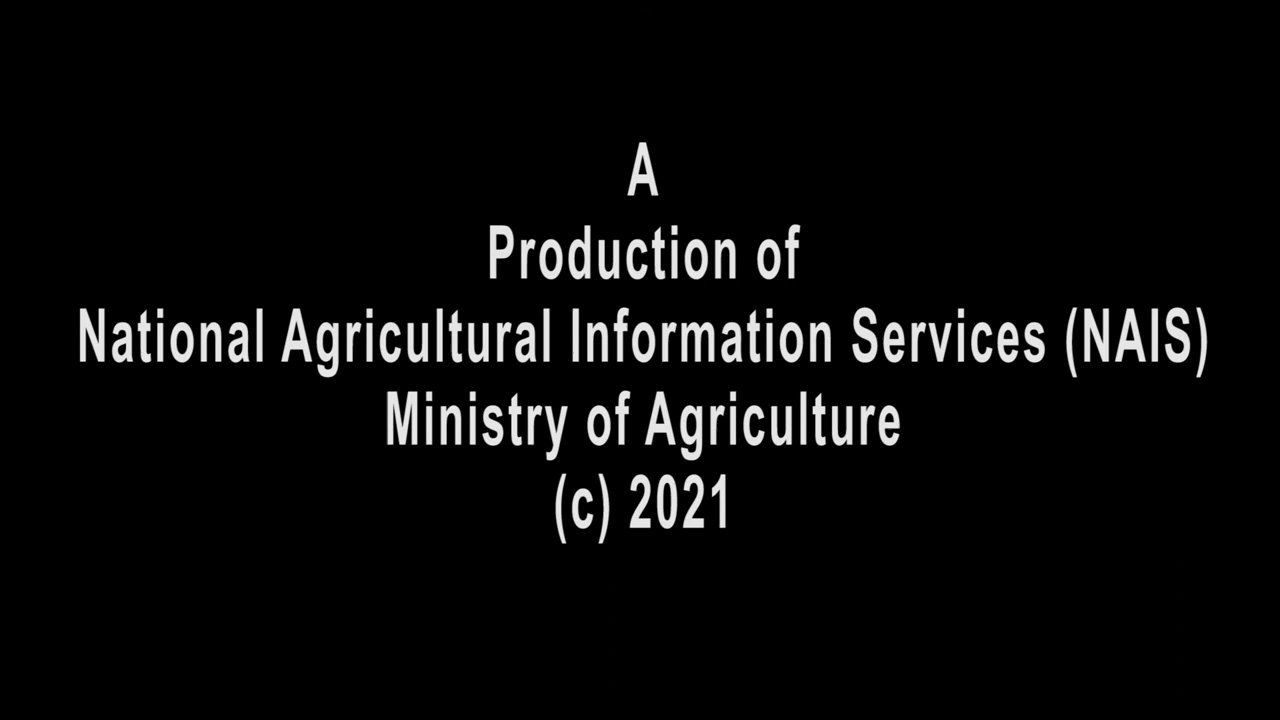 A
Production of
National Agricultural Information Services (NAIS)
Ministry of Agriculture
(c) 2021